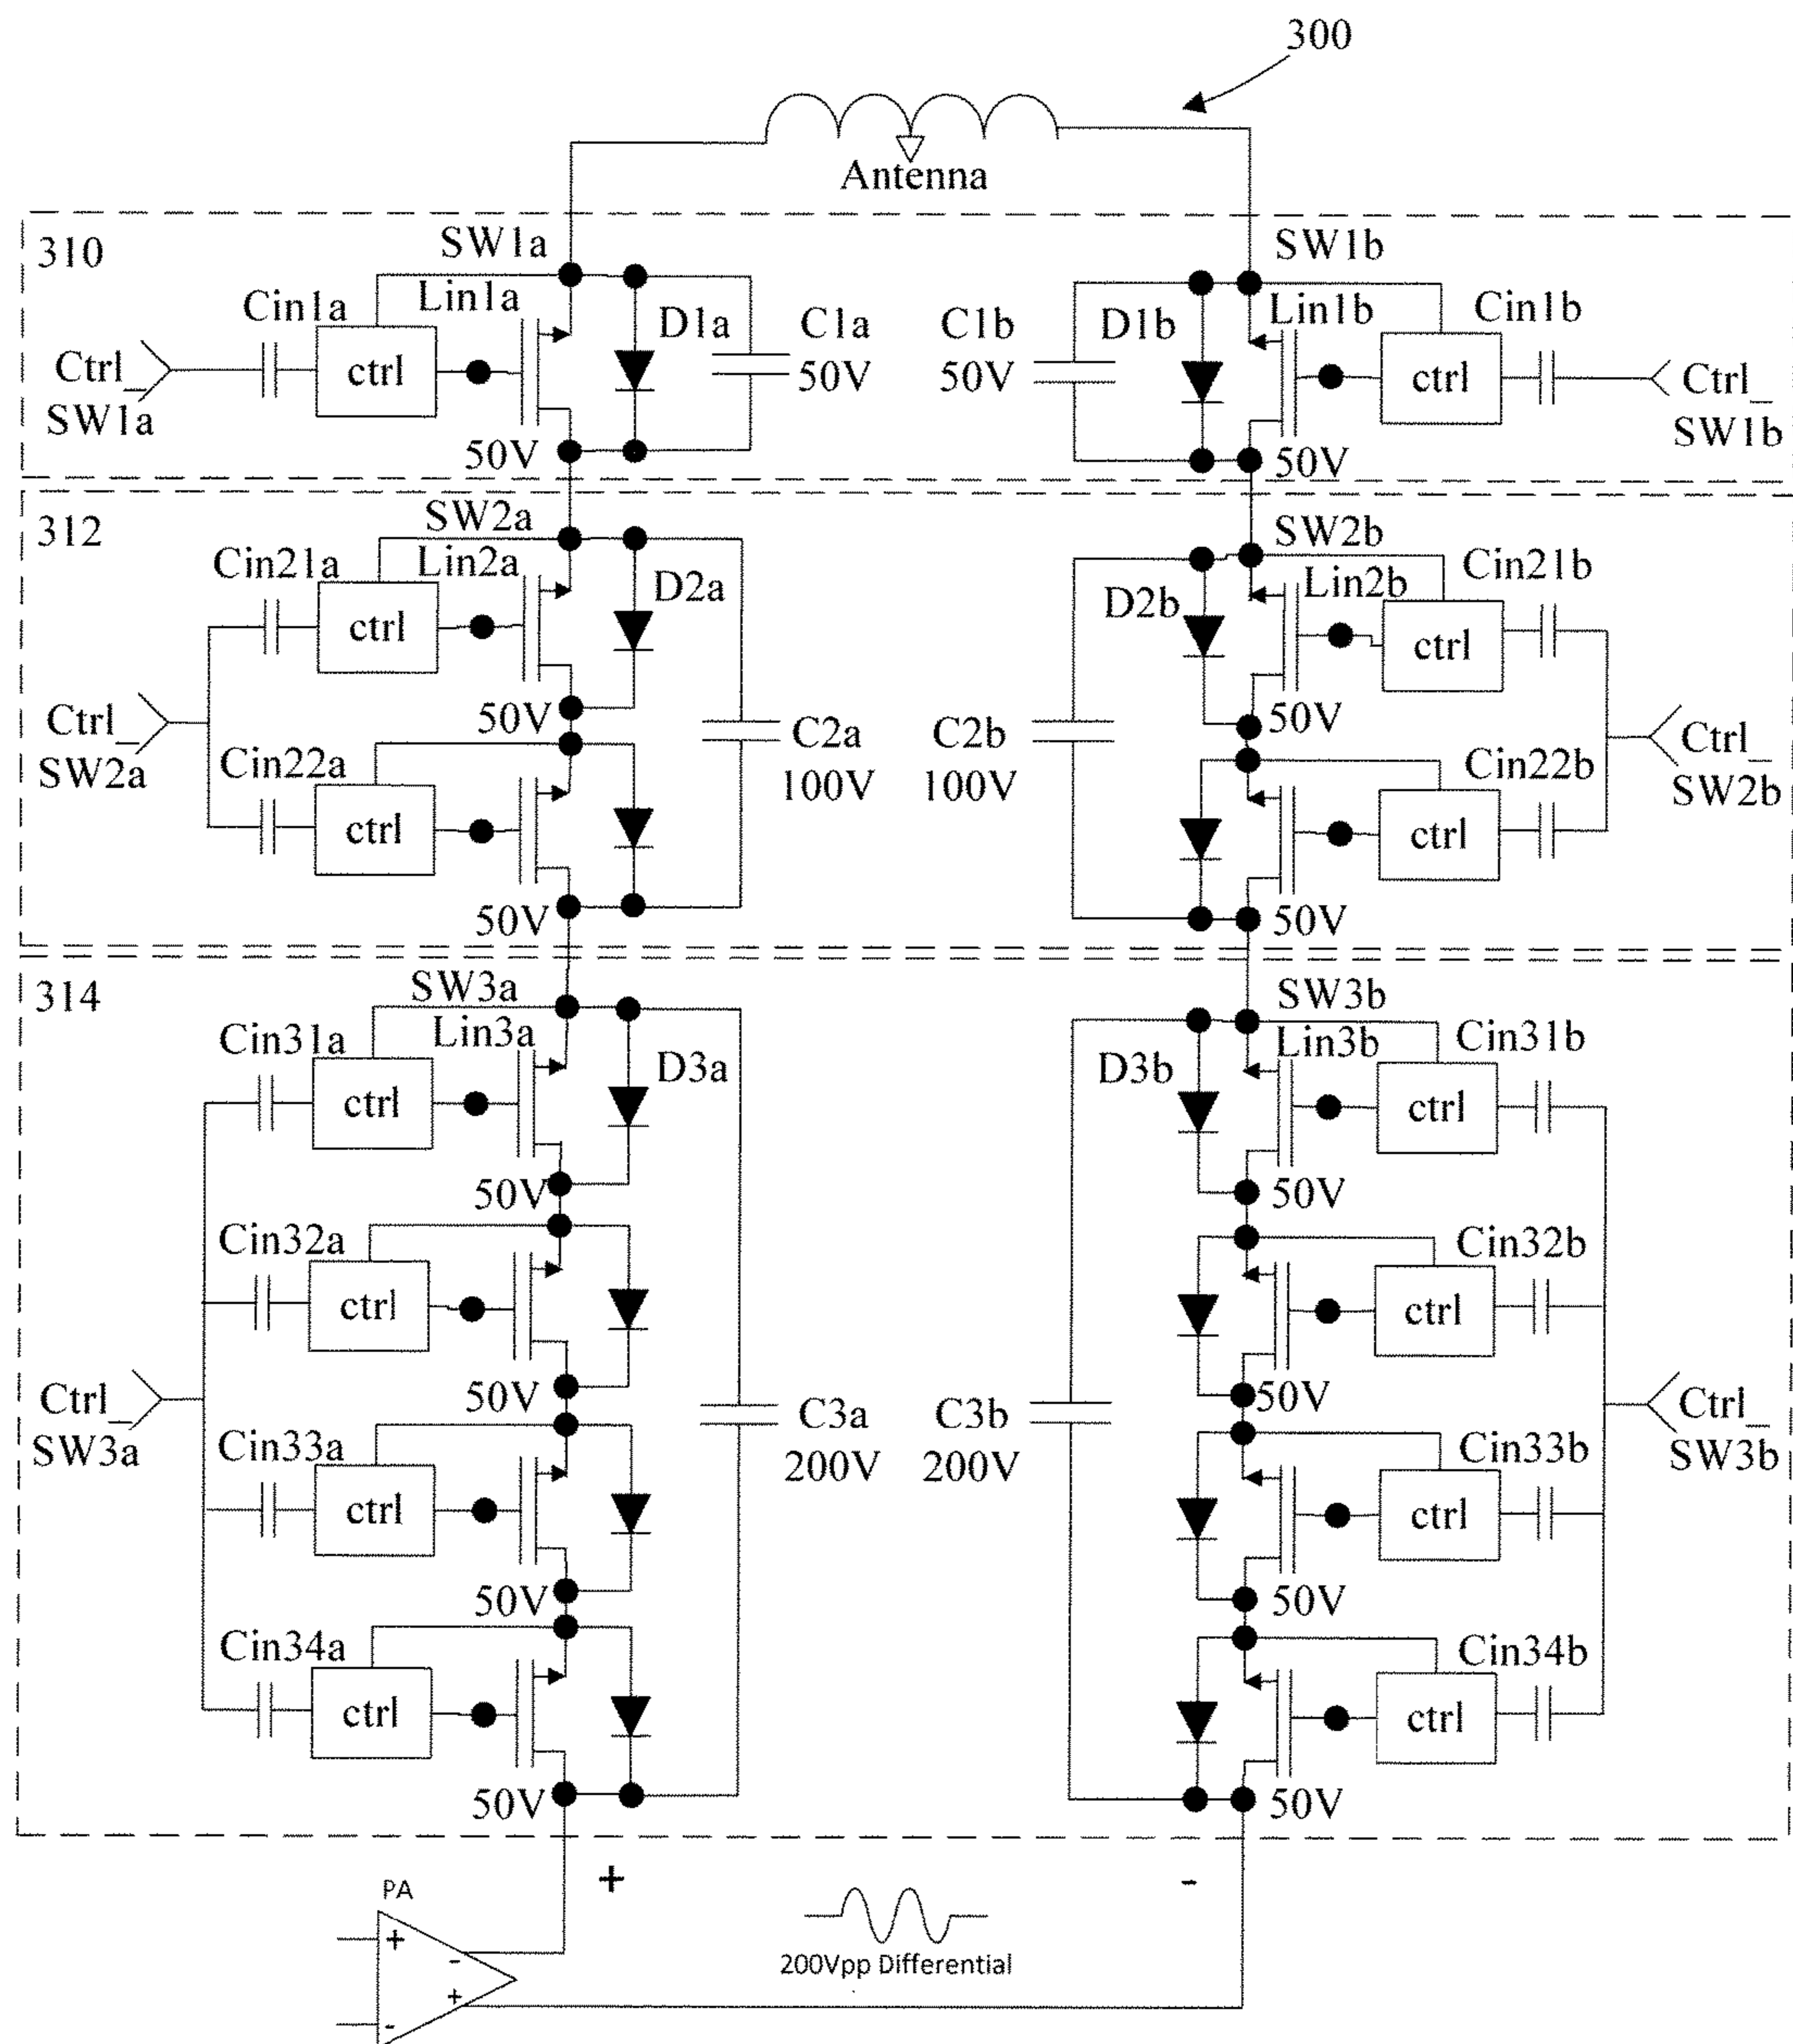 300
Antenna
310
SW1a
SW1b
Cin1a
Lin1a
D1a
C1a
50V
C1b
50V
D1b
Lin1b
Cin1b
Ctrl_
SW1a
ctrl
ctrl
Ctrl_
SW1b
50V
50V
312
SW2a
SW2b
Cin21a
Lin2a
D2a
D2b
Lin2b
Cin21b
ctrl
ctrl
50V
50V
Ctrl_
SW2a
Cin22a
C2a
100V
C2b
100V
Cin22b
Ctrl_
SW2b
ctrl
ctrl
50V
50V
314
SW3a
SW3b
Cin31a
Lin3a
D3a
D3b
Lin3b
Cin31b
ctrl
ctrl
50V
50V
Cin32a
Cin32b
ctrl
ctrl
50V
50V
Ctrl_
SW3a
C3a
200V
C3b
200V
Ctrl_
SW3b
Cin33a
Cin33b
ctrl
ctrl
50V
50V
Cin34a
Cin34b
ctrl
ctrl
50V
50V
+
-
PA
+
-
+
-
200Vpp Differential